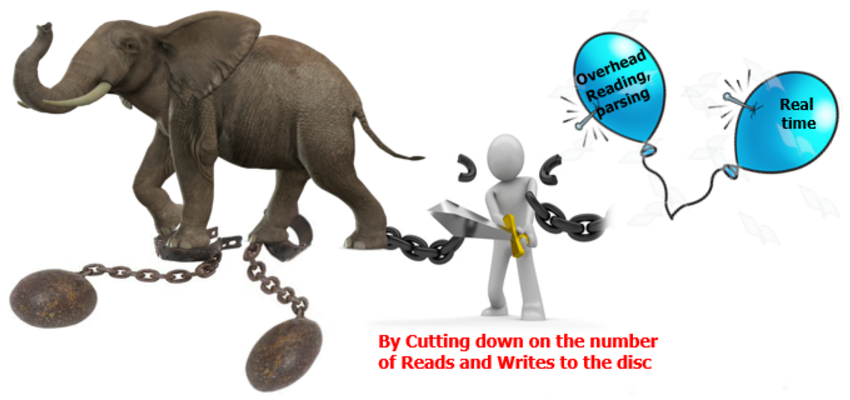 Overhead
Reading,
parsing
Real
time
By Cutting down on the number
of Reads and Writes to the disc